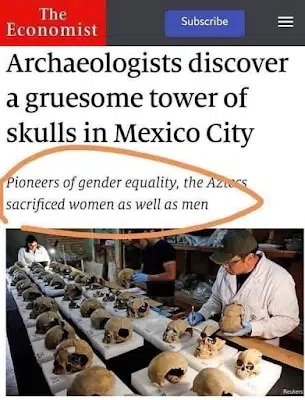 The
Economist
Subscribe
Archaeologists discover
a gruesome tower of
skulls in Mexico City
Pioneers of gender equality, the Aztecs
sacrificed women as well as men
Reuters